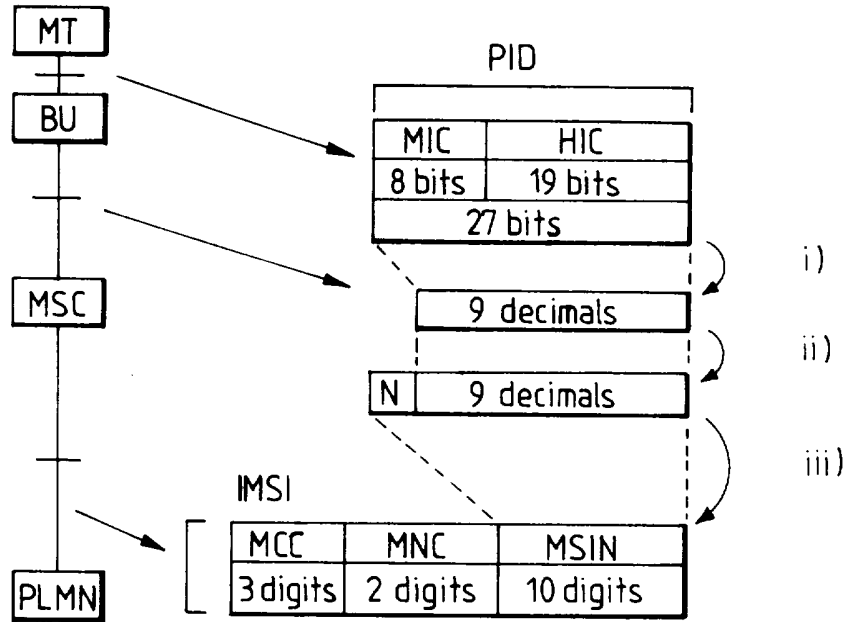 MT
BU
MSC
PLMN
PID
MIC HIC
8 bits 19 bits
27 bits
i)
9 decimals
ii)
N 9 decimals
iii)
IMSI
MCC MNC MSIN
3 digits 2 digits 10 digits